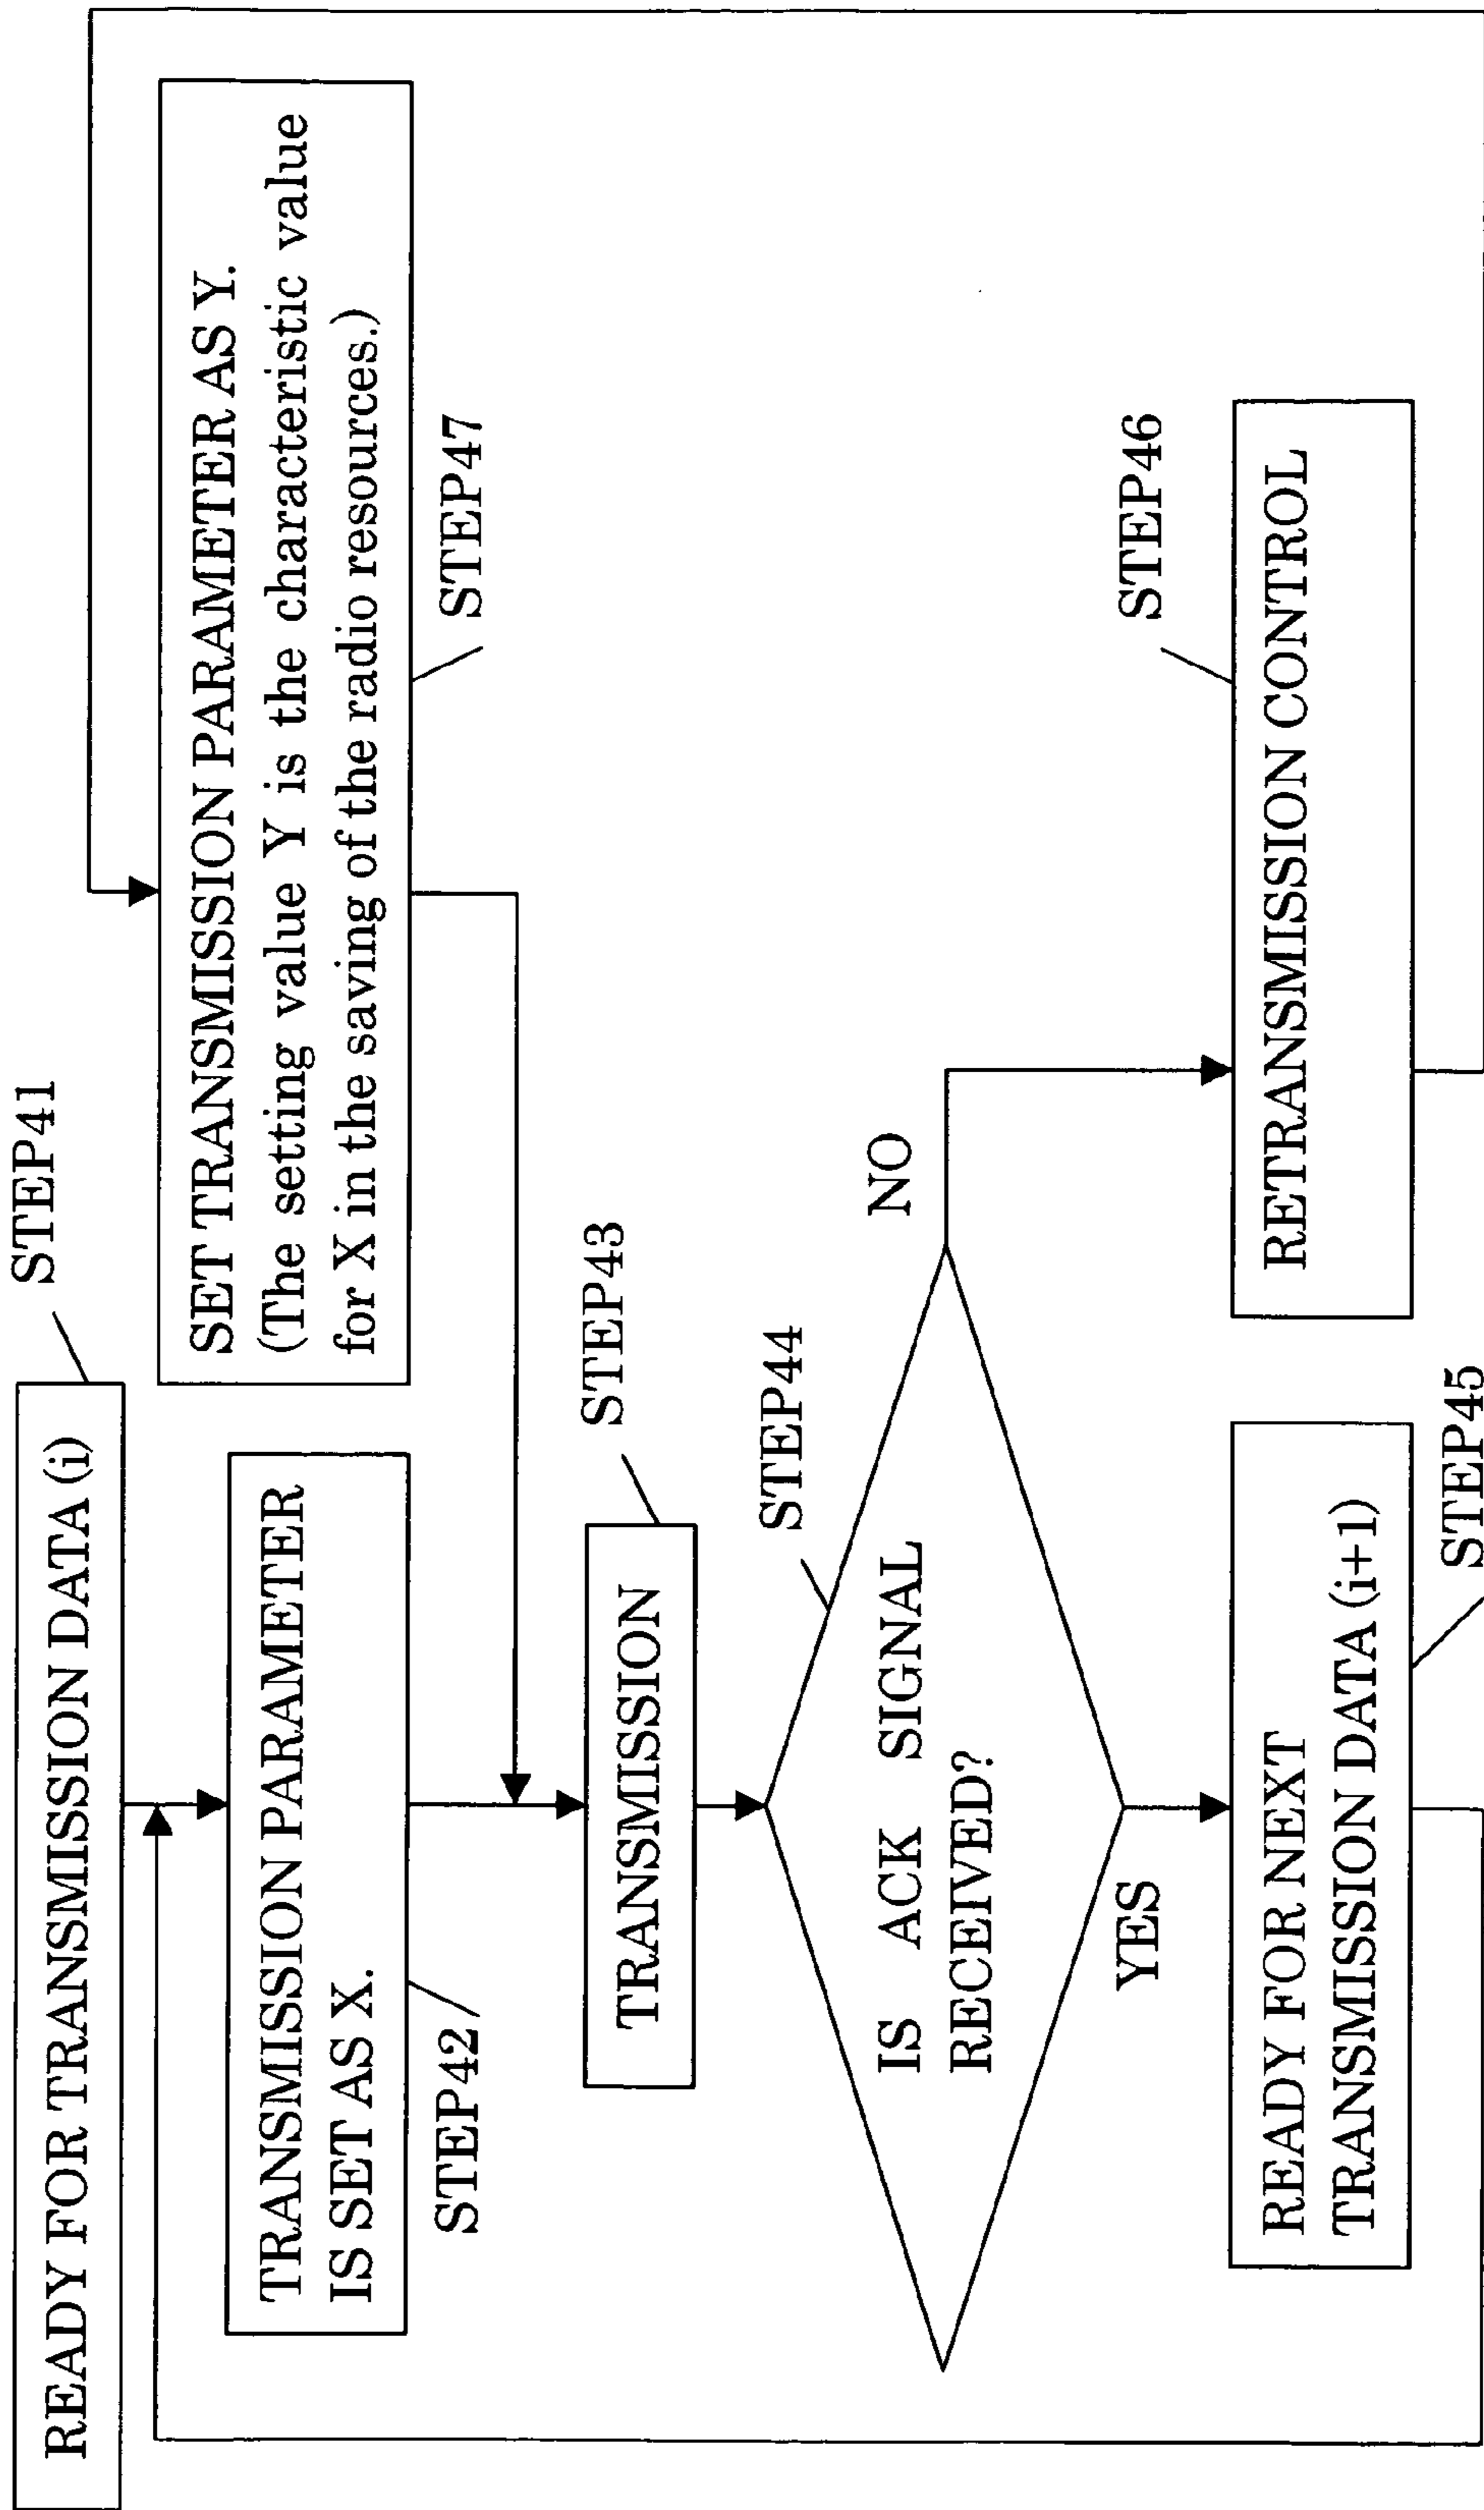 READY FOR TRANSMISSION DATA (i)
STEP41
TRANSMISSION PARAMETER
IS SET AS X.
STEP42
SET TRANSMISSION PARAMETER AS Y.
(The setting value Y is the characteristic value
for X in the saving of the radio resources.)
STEP47
STEP43
TRANSMISSION
STEP44
IS ACK SIGNAL
RECEIVED?
NO
YES
STEP46
READY FOR NEXT
TRANSMISSION DATA (i+1)
RETRANSMISSION CONTROL
STEP45